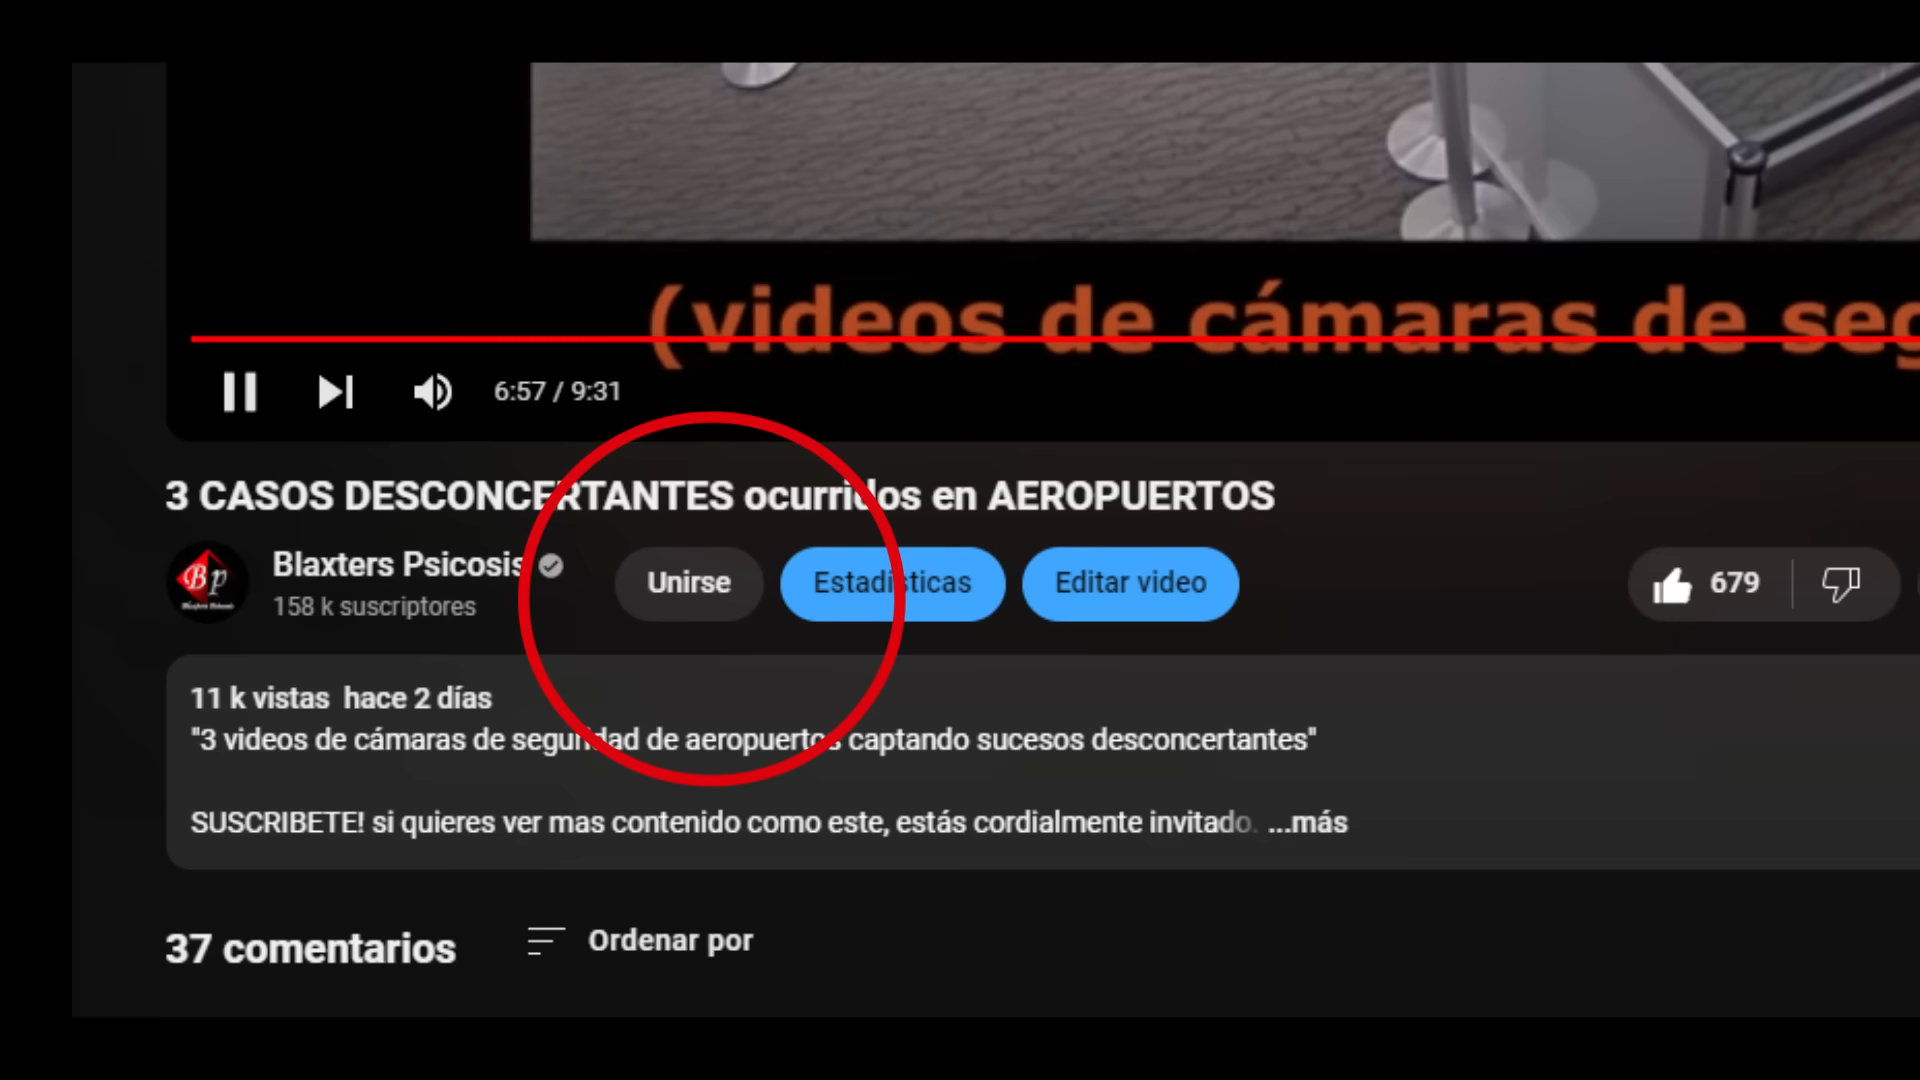 (videos de cámaras de seg
6:57 / 9:31
3 CASOS DESCONCERTANTES ocurridos en AEROPUERTOS
Bp
Blaxters Psicosis
158 k suscriptores
Unirse
Estadísticas
Editar video
679
11 k vistas hace 2 días
"3 videos de cámaras de seguridad de aeropuertos captando sucesos desconcertantes"
SUSCRIBETE! si quieres ver mas contenido como este, estás cordialmente invitado. ...más
37 comentarios
Ordenar por